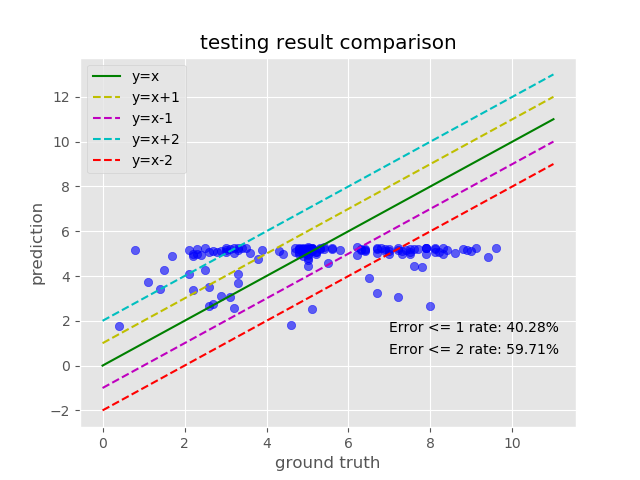 testing result comparison
y=x
y=x+1
y=x-1
y=x+2
y=x-2
12
10
8
6
4
2
0
−2
prediction
Error <= 1 rate: 40.28%
Error <= 2 rate: 59.71%
0 2 4 6 8 10
ground truth